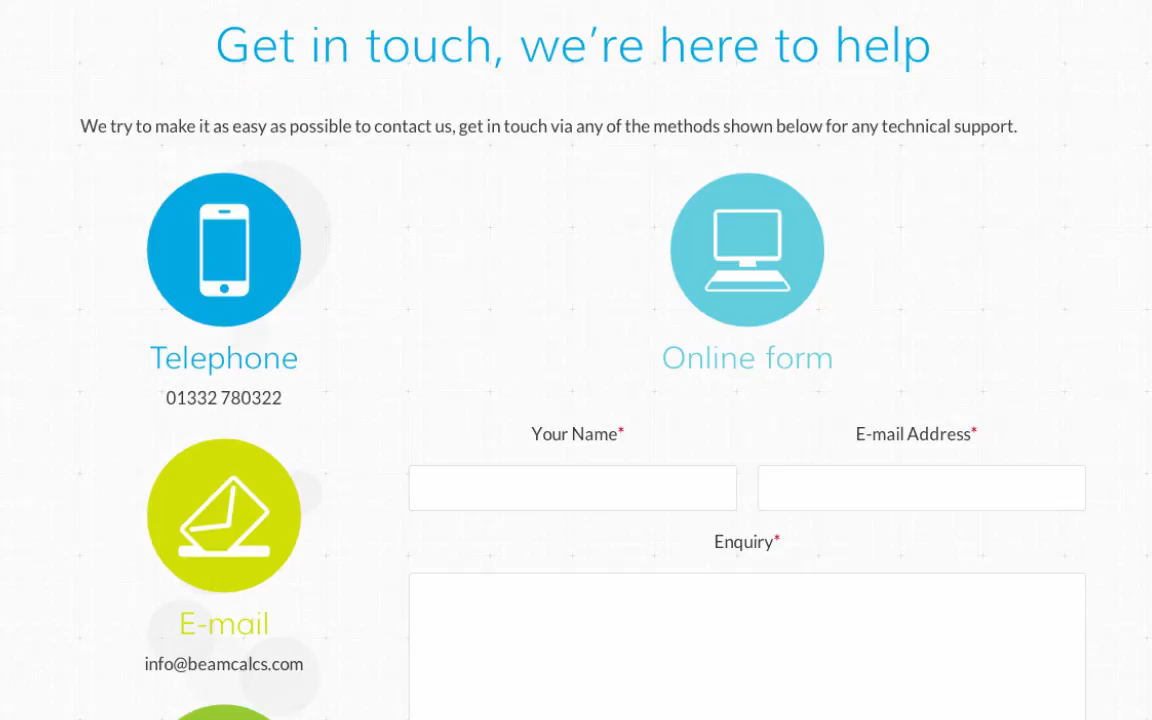 Get in touch, we're here to help
We try to make it as easy as possible to contact us, get in touch via any of the methods shown below for any technical support.
Telephone
01332 780322
E-mail
info@beamcalcs.com
Online form
Your Name*
E-mail Address*
Enquiry*